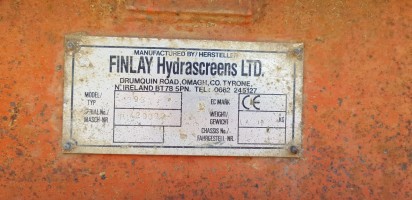 MANUFACTURED BY / HERSTELLER
FINLAY Hydrascreens LTD.
DRUMQUIN ROAD, OMAGH, CO. TYRONE,
N. IRELAND BT78 5PN. TEL: 0662 245127
MODEL/
TYP
EC MARK CE
SERIAL No./
MASCH-NR
WEIGHT/
GEWICHT
KG
CHASSIS No./
FAHRGESTELL-NR